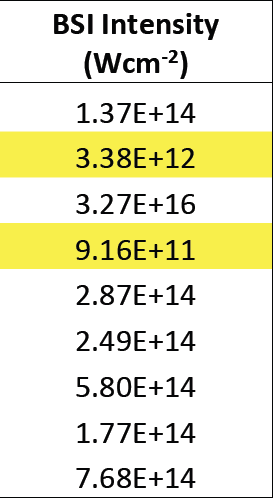 BSI Intensity
(Wcm-2)
1.37E+14
3.38E+12
3.27E+16
9.16E+11
2.87E+14
2.49E+14
5.80E+14
1.77E+14
7.68E+14